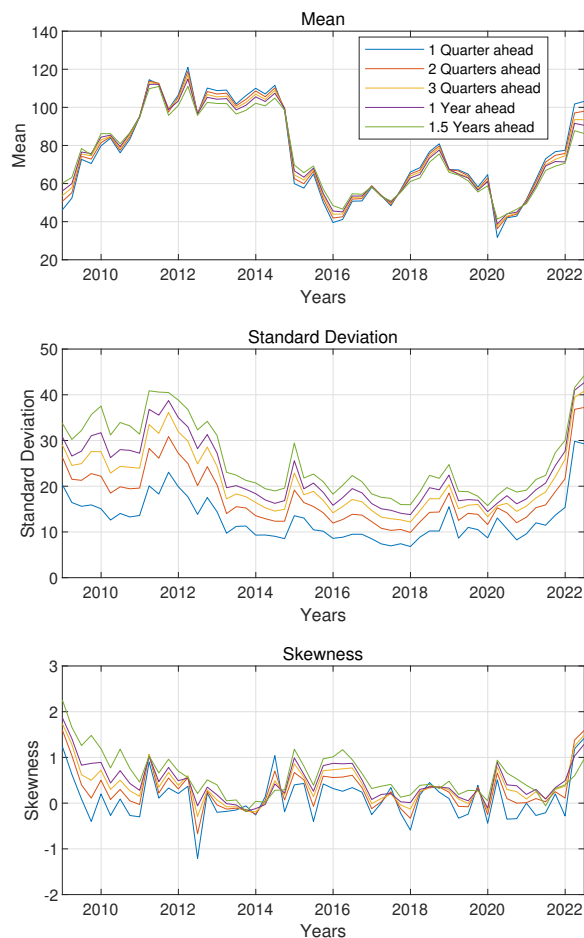 Mean
140
120
100
80
60
40
20
Mean
1 Quarter ahead
2 Quarters ahead
3 Quarters ahead
1 Year ahead
1.5 Years ahead
2010 2012 2014 2016 2018 2020 2022
Years
Standard Deviation
50
40
30
20
10
0
Standard Deviation
2010 2012 2014 2016 2018 2020 2022
Years
Skewness
3
2
1
0
-1
-2
Skewness
2010 2012 2014 2016 2018 2020 2022
Years